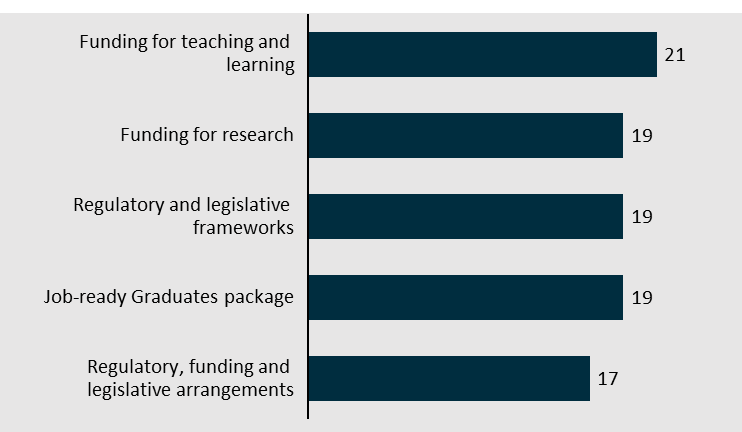 Funding for teaching and
learning
21
Funding for research
19
Regulatory and legislative
frameworks
19
Job-ready Graduates package
19
Regulatory, funding and
legislative arrangements
17